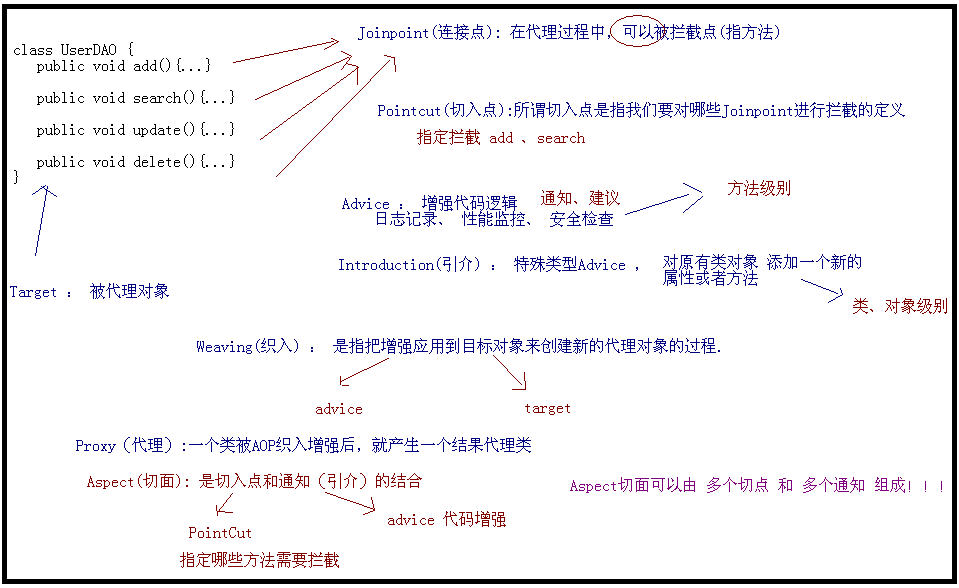 Joinpoint(连接点): 在代理过程中, 可以被拦截点(指方法)
class UserDAO {
public void add(){...}
public void search(){...}
public void update(){...}
public void delete(){...}
}
Pointcut(切入点):所谓切入点是指我们要对哪些Joinpoint进行拦截的定义
指定拦截 add 、search
Advice : 增强代码逻辑 通知、建议
日志记录、 性能监控、 安全检查
方法级别
Introduction(引介) : 特殊类型Advice , 对原有类对象 添加一个新的
属性或者方法
类、对象级别
Target : 被代理对象
Weaving(织入) : 是指把增强应用到目标对象来创建新的代理对象的过程.
advice
target
Proxy (代理) :一个类被AOP织入增强后, 就产生一个结果代理类
Aspect(切面): 是切入点和通知 (引介) 的结合
Aspect切面可以由 多个切点 和 多个通知 组成! ! !
PointCut
指定哪些方法需要拦截
advice 代码增强